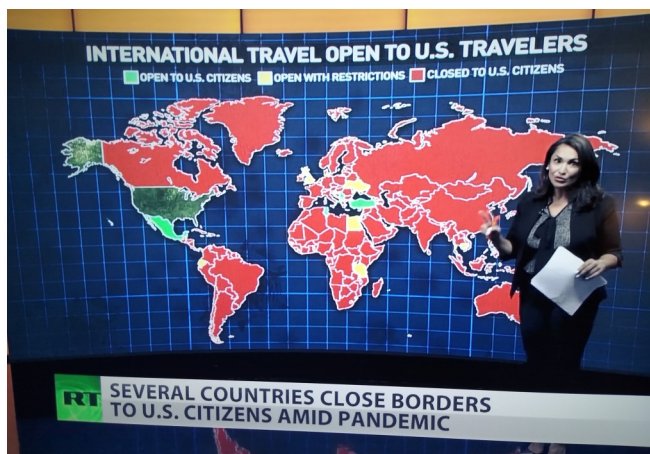 INTERNATIONAL TRAVEL OPEN TO U.S. TRAVELERS
OPEN TO U.S. CITIZENS OPEN WITH RESTRICTIONS CLOSED TO U.S. CITIZENS
RT SEVERAL COUNTRIES CLOSE BORDERS
TO U.S. CITIZENS AMID PANDEMIC